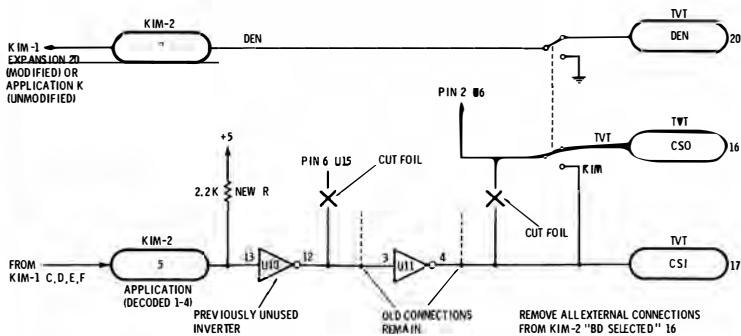 KIM-2
TVT
KIM-1
EXPANSION 20
(MODIFIED) OR
APPLICATION K
(UNMODIFIED)
DEN
DEN
20
+5
PIN 2 U6
TVT
TVT
CSO
16
PIN 6 U15
CUT FOIL
KIM
2.2K
NEW R
CUT FOIL
KIM-2
TVT
FROM
KIM-1 C,D,E,F
5
13
12
3
U11
4
CSI
17
APPLICATION
(DECODED 1-4)
PREVIOUSLY UNUSED
INVERTER
OLD CONNECTIONS
REMAIN
REMOVE ALL EXTERNAL CONNECTIONS
FROM KIM-2 "BD SELECTED" 16